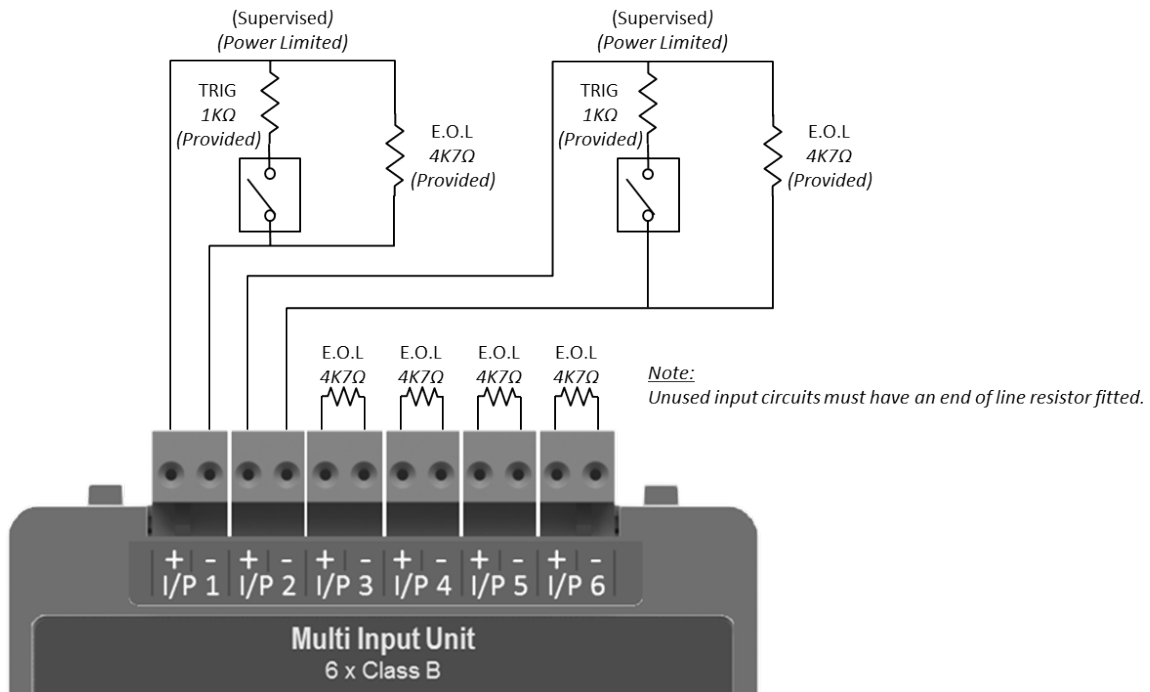 (Supervised)
(Power Limited)
TRIG
1KΩ
(Provided)
E.O.L
4K7Ω
(Provided)
(Supervised)
(Power Limited)
TRIG
1KΩ
(Provided)
E.O.L
4K7Ω
(Provided)
E.O.L
4K7Ω
E.O.L
4K7Ω
E.O.L
4K7Ω
E.O.L
4K7Ω
Note:
Unused input circuits must have an end of line resistor fitted.
+ - + - + - + - + - + -
I/P 1 I/P 2 I/P 3 I/P 4 I/P 5 I/P 6
Multi Input Unit
6 x Class B